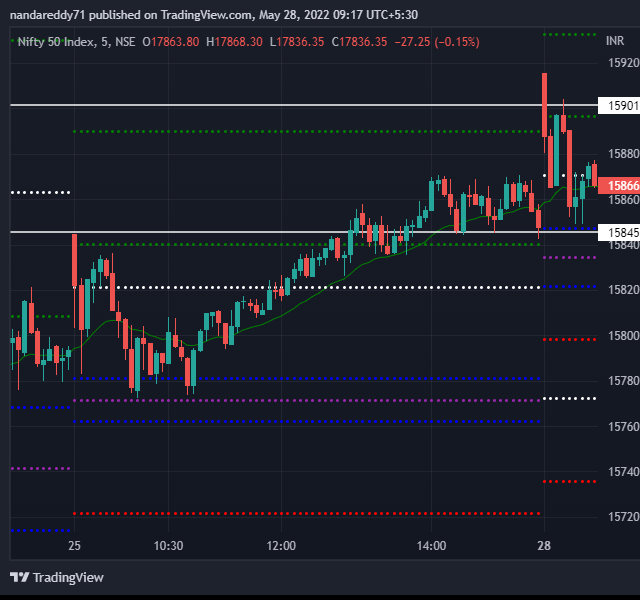 nandareddy71 published on TradingView.com, May 28, 2022 09:17 UTC+5:30
Nifty 50 Index, 5, NSE O17863.80 H17868.30 L17836.35 C17836.35 −27.25 (−0.15%)
INR
15920
15901
15880
15866
15860
15845
15840
15820
15800
15780
15760
15740
15720
25 10:30 12:00 14:00 28
TradingView